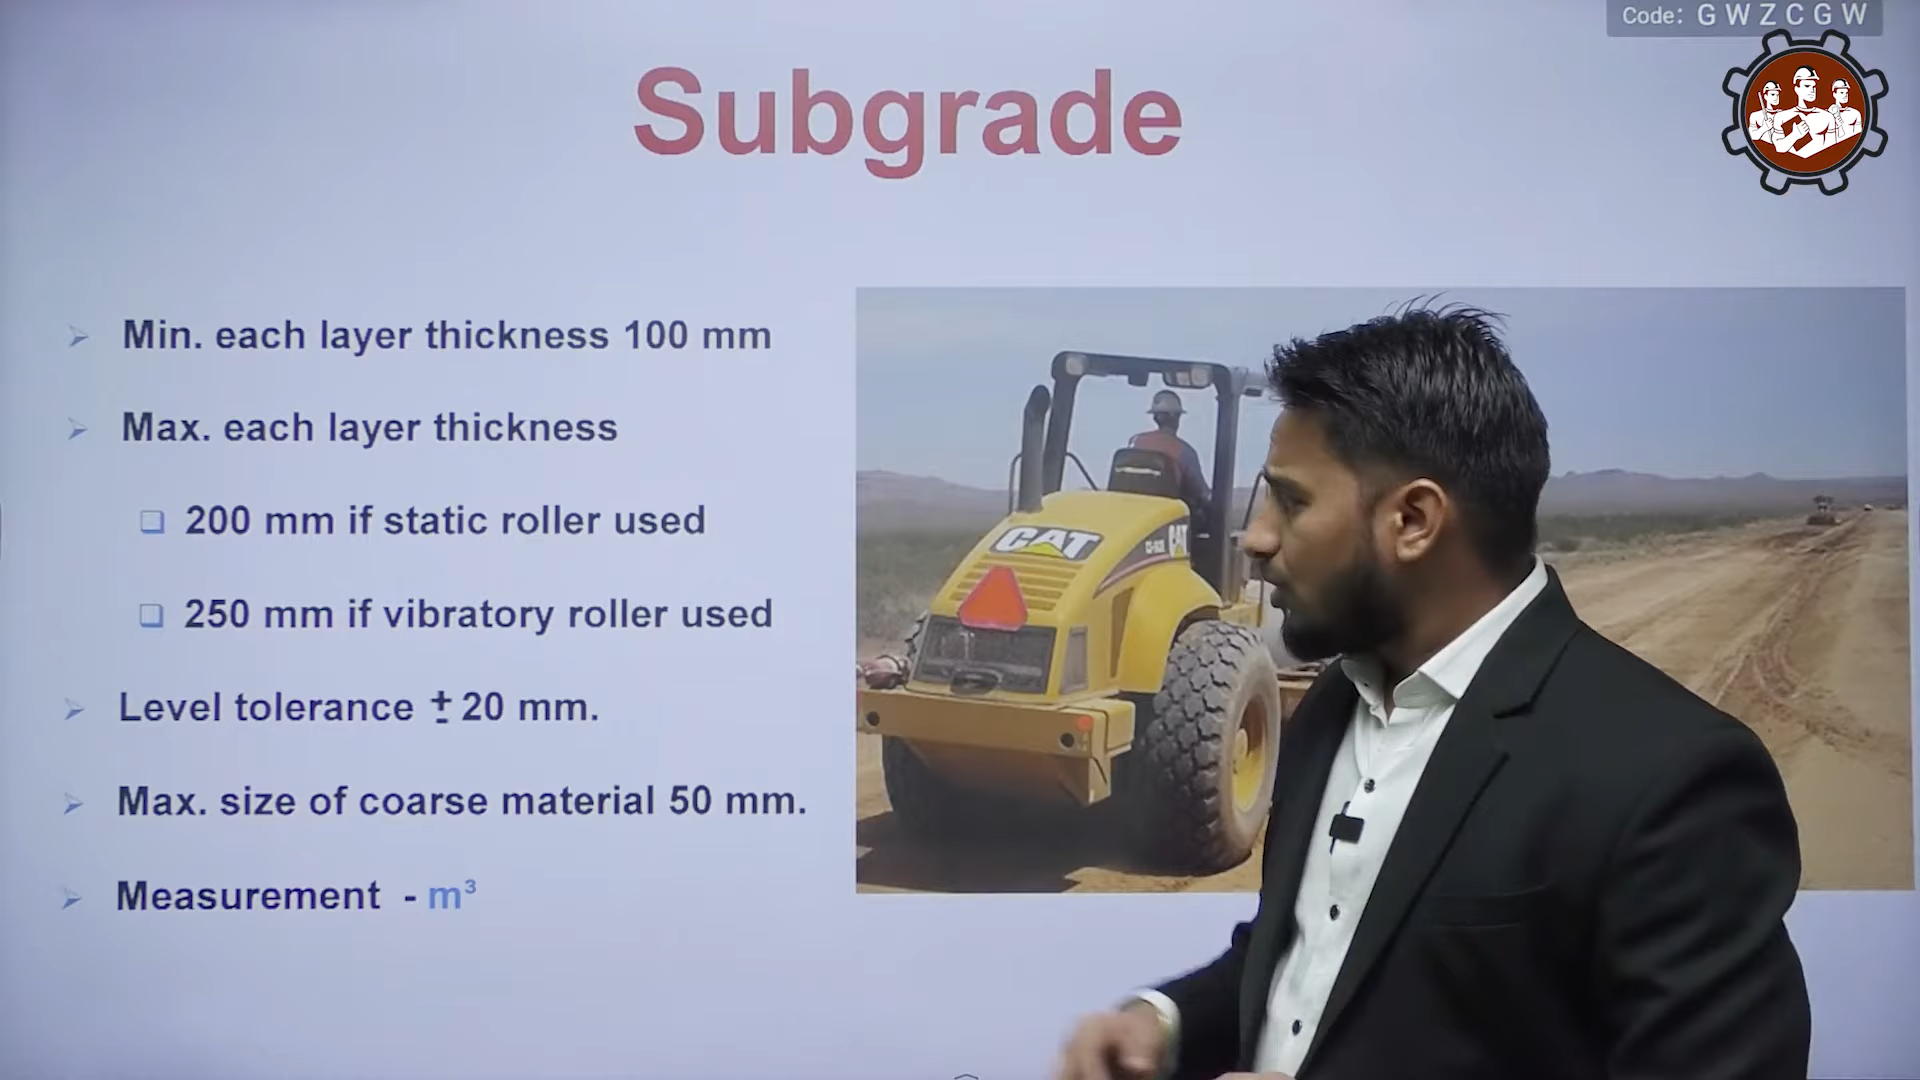 Code: GWZCGW
Subgrade
➢ Min. each layer thickness 100 mm
➢ Max. each layer thickness
❑ 200 mm if static roller used
❑ 250 mm if vibratory roller used
➢ Level tolerance ± 20 mm.
➢ Max. size of coarse material 50 mm.
➢ Measurement - m³
CAT
CAT